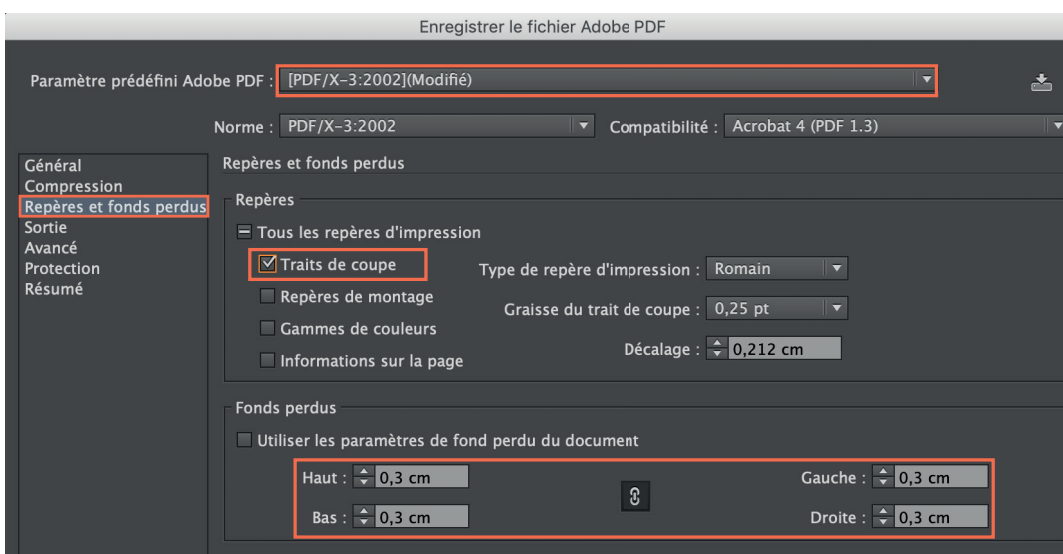 Enregistrer le fichier Adobe PDF
Paramètre prédéfini Adobe PDF : [PDF/X-3:2002](Modifié)
Norme : PDF/X-3:2002 Compatibilité : Acrobat 4 (PDF 1.3)
Général
Compression
Repères et fonds perdus
Sortie
Avancé
Protection
Résumé
Repères et fonds perdus
Repères
Tous les repères d'impression
Traits de coupe
Repères de montage
Gammes de couleurs
Informations sur la page
Type de repère d'impression : Romain
Graisse du trait de coupe : 0,25 pt
Décalage : 0,212 cm
Fonds perdus
Utiliser les paramètres de fond perdu du document
Haut : 0,3 cm Gauche : 0,3 cm
Bas : 0,3 cm Droite : 0,3 cm